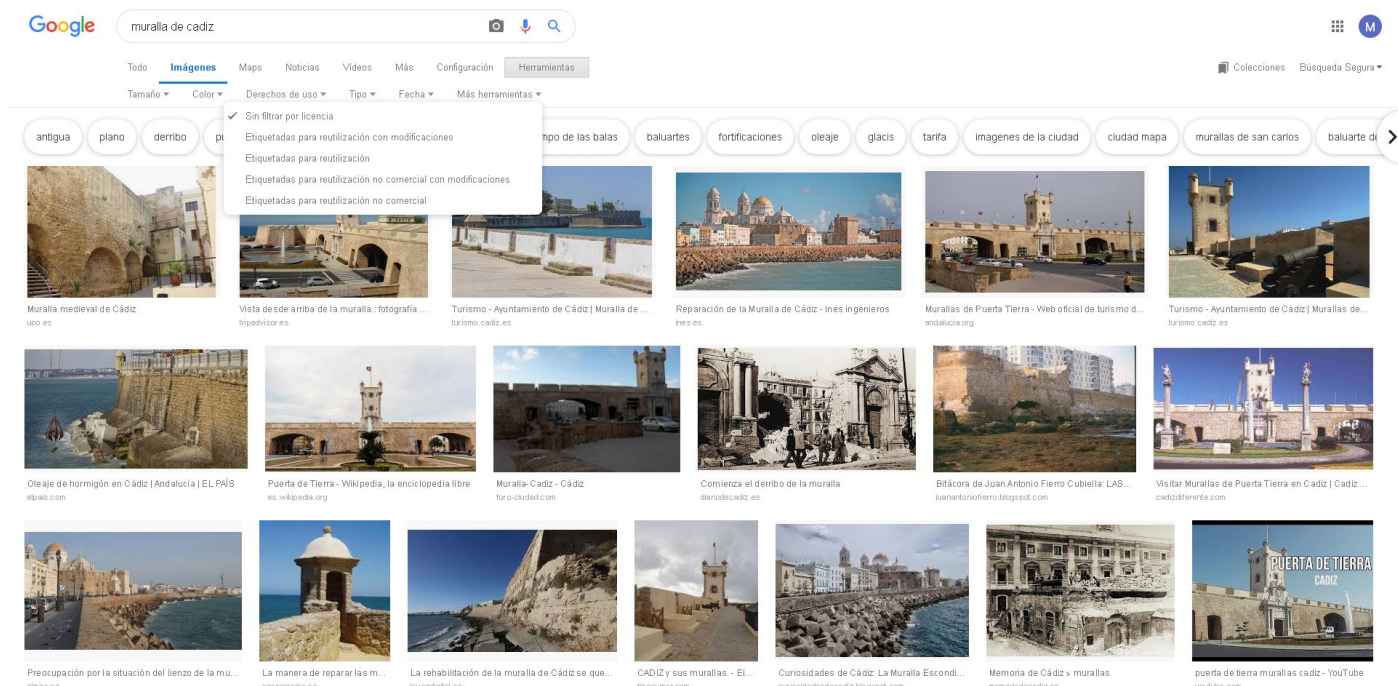 Google
muralla de cadiz
M
Todo Imágenes Maps Noticias Vídeos Más Configuración Herramientas
Colecciones Búsqueda Segura
Tamaño Color Derechos de uso Tipo Fecha Más herramientas
Sin filtrar por licencia
Etiquetadas para reutilización con modificaciones
Etiquetadas para reutilización
Etiquetadas para reutilización no comercial con modificaciones
Etiquetadas para reutilización no comercial
antigua plano derribo de las balas baluartes fortificaciones oleaje glacis tarifa imagenes de la ciudad ciudad mapa murallas de san carlos baluarte
Muralla medieval de Cádiz
upo.es
Vista desde arriba de la muralla.: fotografía ...
tripadvisor.es
Turismo - Ayuntamiento de Cádiz | Muralla de ...
turismo.cadiz.es
Reparación de la Muralla de Cádiz - Ines ingenieros
ines.es
Murallas de Puerta Tierra - Web oficial de turismo d...
andalucia.org
Turismo - Ayuntamiento de Cádiz | Murallas de...
turismo.cadiz.es
Oleaje de hormigón en Cádiz | Andalucía | EL PAÍS
elpais.com
Puerta de Tierra - Wikipedia, la enciclopedia libre
es.wikipedia.org
Muralla-Cadiz - Cádiz
foro-ciudad.com
Comienza el derribo de la muralla
diariodecadiz.es
Bitácora de Juan Antonio Fierro Cubiella: LAS...
juanantoniofierro.blogspot.com
Visitar Murallas de Puerta Tierra en Cadiz | Cadiz ...
cadizdiferente.com
PUERTA DE TIERRA
CADIZ
Preocupación por la situación del lienzo de la mu...
La manera de reparar las m...
La rehabilitación de la muralla de Cádiz se que...
CADIZ y sus murallas. - El...
Curiosidades de Cádiz: La Muralla Escondi...
Memoria de Cádiz » murallas
puerta de tierra murallas cadiz - YouTube